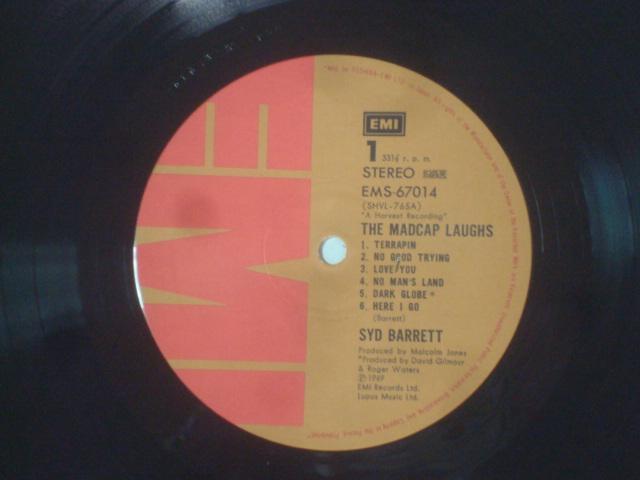 EMI
EMI
1 33⅓ r. p. m.
STEREO
EMS-67014
(SHVL-765A)
"A Harvest Recording"
THE MADCAP LAUGHS
1. TERRAPIN
2. NO GOOD TRYING
3. LOVE YOU
4. NO MAN'S LAND
5. DARK GLOBE*
6. HERE I GO
(Barrett)
SYD BARRETT
Produced by Malcolm Jones
*Produced by David Gilmour
& Roger Waters
Ⓟ1969
EMI Records Ltd.
Lupus Music Ltd.